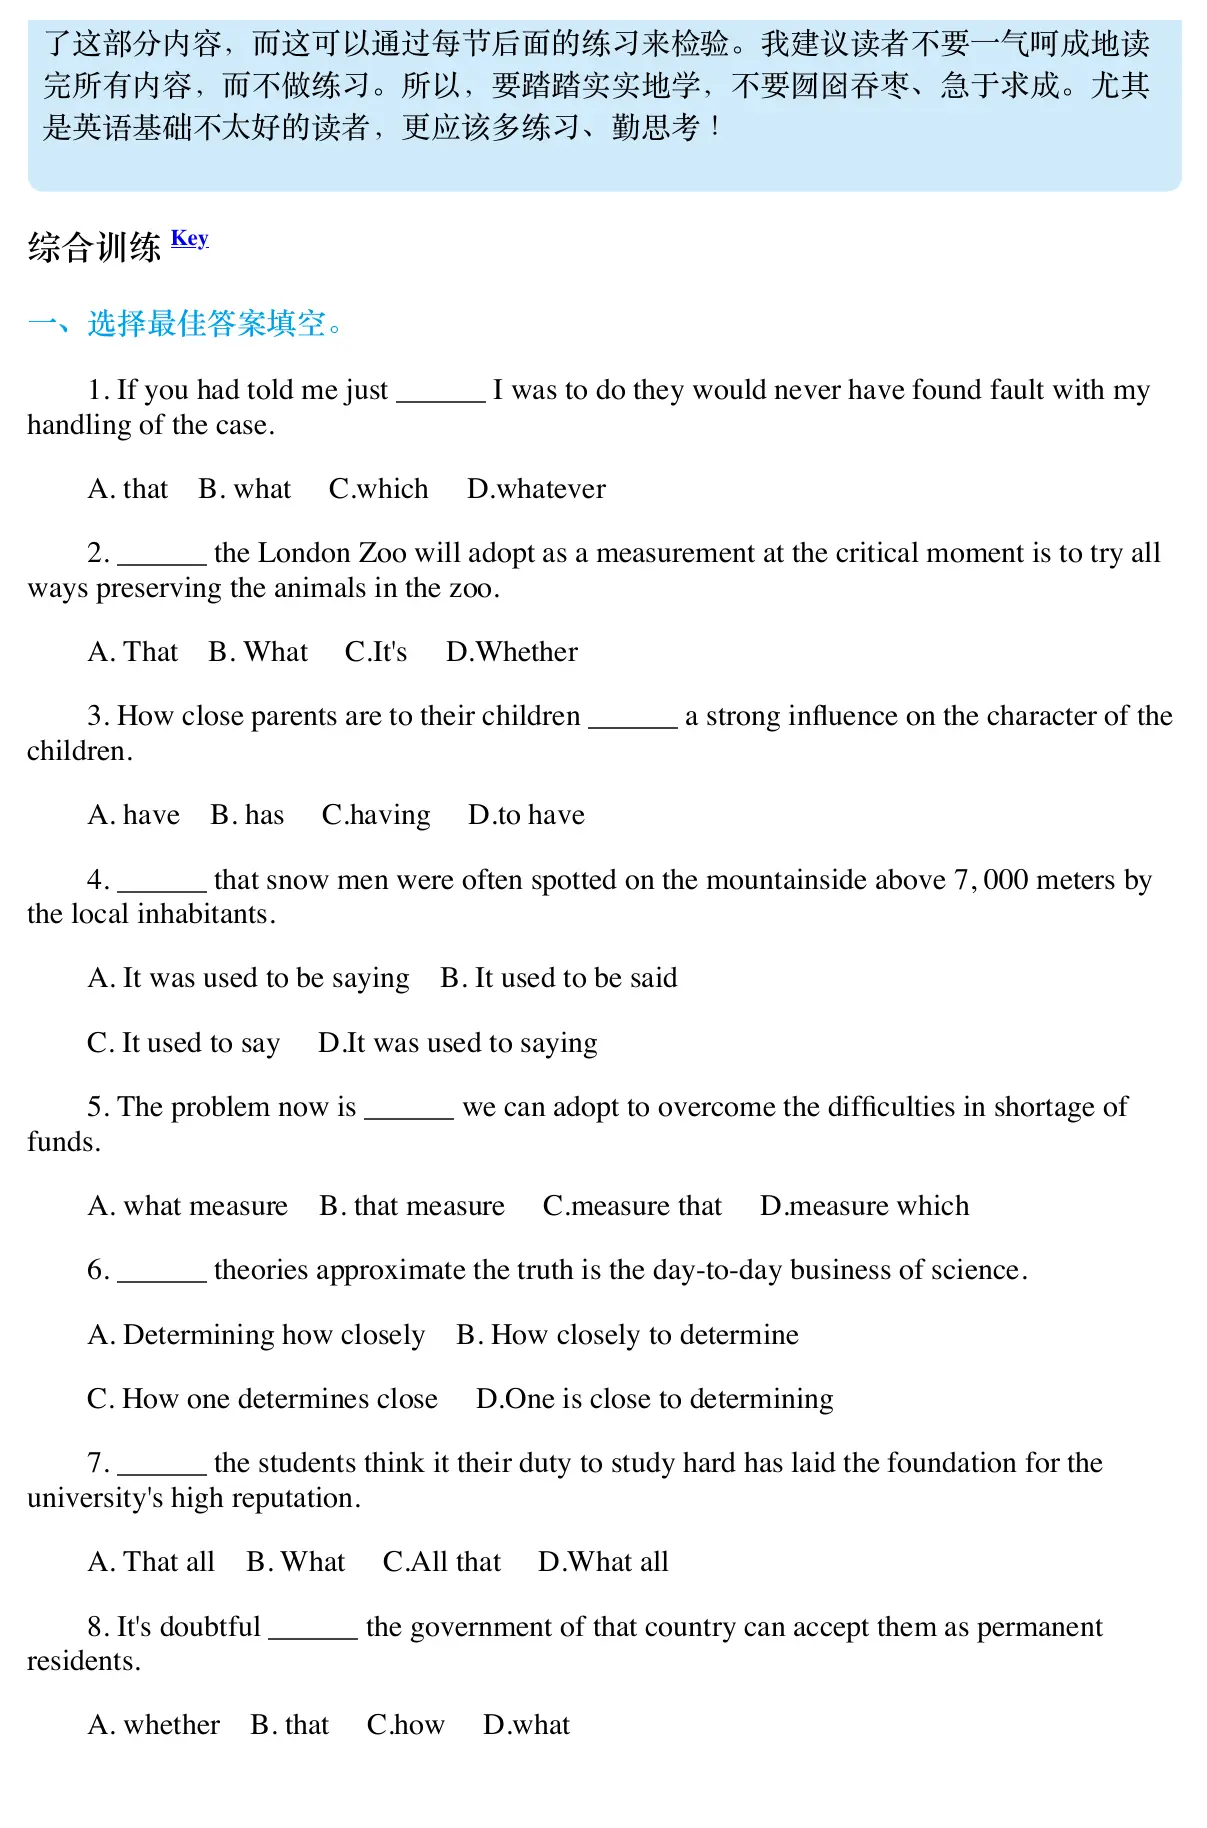 了这部分内容，而这可以通过每节后面的练习来检验。我建议读者不要一气呵成地读
完所有内容，而不做练习。所以，要踏踏实实地学，不要囫囵吞枣、急于求成。尤其
是英语基础不太好的读者，更应该多练习、勤思考！
综合训练 Key
一、选择最佳答案填空。
1. If you had told me just ______ I was to do they would never have found fault with my
handling of the case.
A. that B. what C.which D.whatever
2. ______ the London Zoo will adopt as a measurement at the critical moment is to try all
ways preserving the animals in the zoo.
A. That B. What C.It's D.Whether
3. How close parents are to their children ______ a strong influence on the character of the
children.
A. have B. has C.having D.to have
4. ______ that snow men were often spotted on the mountainside above 7, 000 meters by
the local inhabitants.
A. It was used to be saying B. It used to be said
C. It used to say D.It was used to saying
5. The problem now is ______ we can adopt to overcome the difficulties in shortage of
funds.
A. what measure B. that measure C.measure that D.measure which
6. ______ theories approximate the truth is the day-to-day business of science.
A. Determining how closely B. How closely to determine
C. How one determines close D.One is close to determining
7. ______ the students think it their duty to study hard has laid the foundation for the
university's high reputation.
A. That all B. What C.All that D.What all
8. It's doubtful ______ the government of that country can accept them as permanent
residents.
A. whether B. that C.how D.what